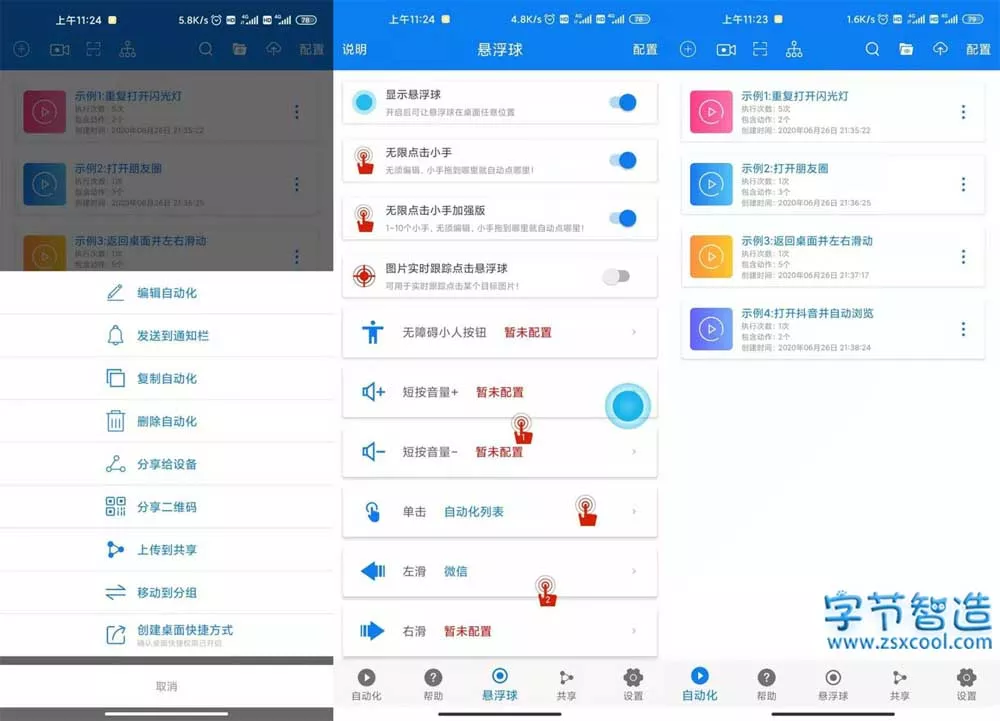 上午11:24
5.8K/s
HD
4G
HD
4G
78
配置
示例1:重复打开闪光灯
执行次数: 5次
包含动作: 2个
创建时间: 2020年06月26日 21:35:22
示例2:打开朋友圈
执行次数: 1次
包含动作: 3个
创建时间: 2020年06月26日 21:36:25
示例3:返回桌面并左右滑动
执行次数: 1次
包含动作: 5个
编辑自动化
发送到通知栏
复制自动化
删除自动化
分享给设备
分享二维码
上传到共享
移动到分组
创建桌面快捷方式
确认桌面快捷权限已开启
取消
上午11:24
4.8K/s
HD
4G
HD
4G
78
说明
悬浮球
配置
显示悬浮球
开启后可让悬浮球在桌面任意位置
无限点击小手
无须编辑, 小手拖到哪里就自动点哪里!
无限点击小手加强版
1~10个小手, 无须编辑, 小手拖到哪里就自动点哪里!
图片实时跟踪点击悬浮球
可用于实时跟踪点击某个目标图片!
无障碍小人按钮 暂未配置
短按音量+ 暂未配置
1
短按音量- 暂未配置
单击 自动化列表
左滑 微信
2
右滑 暂未配置
自动化
帮助
悬浮球
共享
设置
上午11:23
1.6K/s
HD
4G
HD
4G
79
配置
示例1:重复打开闪光灯
执行次数: 5次
包含动作: 2个
创建时间: 2020年06月26日 21:35:22
示例2:打开朋友圈
执行次数: 1次
包含动作: 3个
创建时间: 2020年06月26日 21:36:25
示例3:返回桌面并左右滑动
执行次数: 1次
包含动作: 5个
创建时间: 2020年06月26日 21:37:17
示例4:打开抖音并自动浏览
执行次数: 1次
包含动作: 2个
创建时间: 2020年06月26日 21:38:24
字节智造
www.zsxcool.com
自动化
帮助
悬浮球
共享
设置